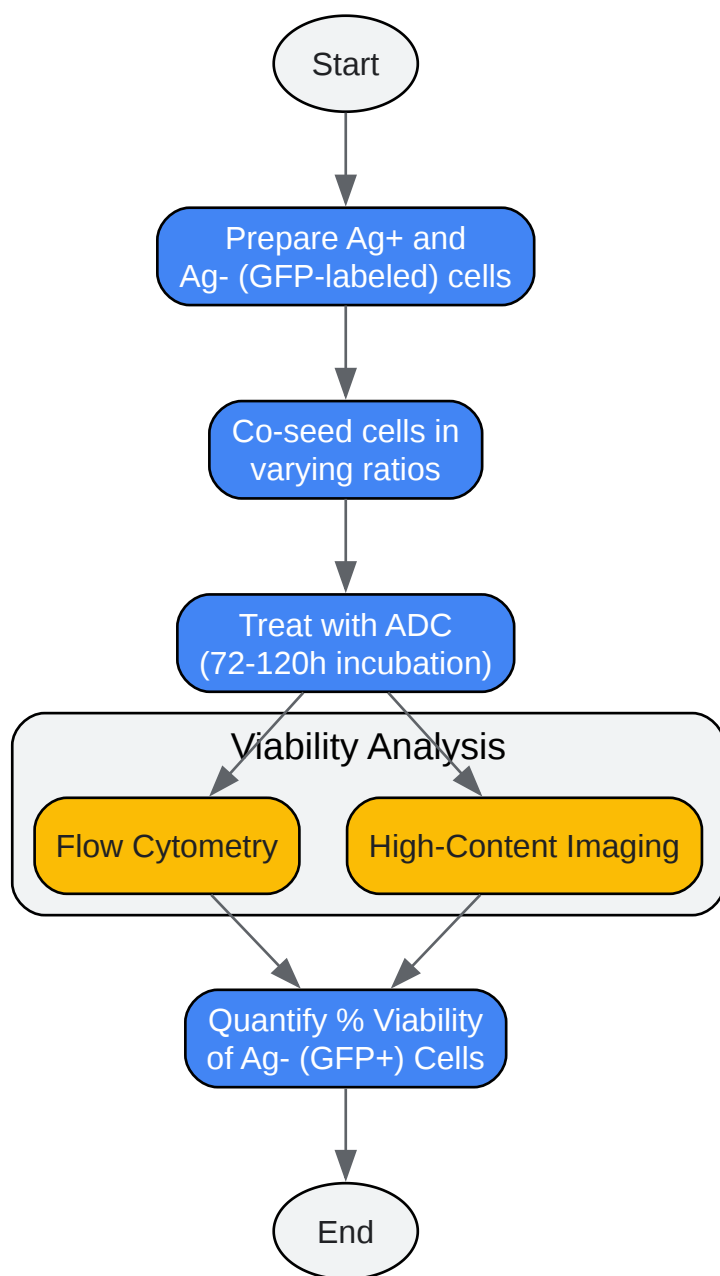 Start
Prepare Ag+ and
Ag- (GFP-labeled) cells
Co-seed cells in
varying ratios
Treat with ADC
(72-120h incubation)
Viability Analysis
Flow Cytometry
High-Content Imaging
Quantify % Viability
of Ag- (GFP+) Cells
End